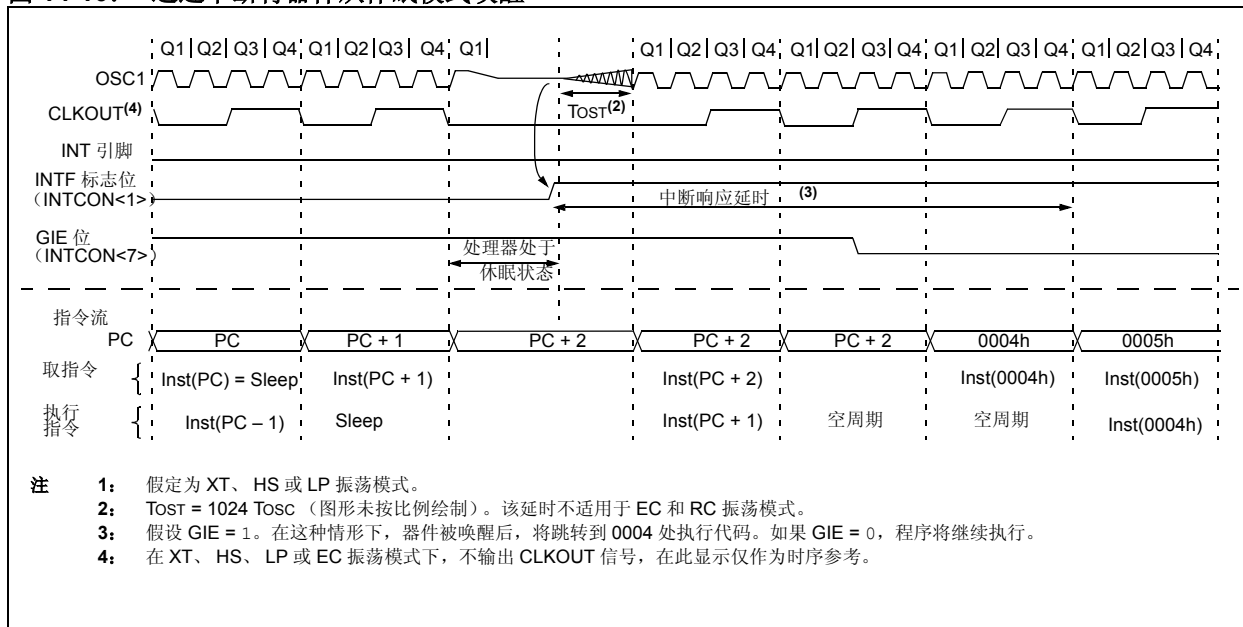 Q1 Q2 Q3 Q4 Q1 Q2 Q3 Q4 Q1 Q1 Q2 Q3 Q4 Q1 Q2 Q3 Q4 Q1 Q2 Q3 Q4 Q1 Q2 Q3 Q4
OSC1
TOST(2)
CLKOUT(4)
INT 引脚
INTF 标志位
(INTCON<1>)
中断响应延时 (3)
GIE 位
(INTCON<7>)
处理器处于
休眠状态
指令流
PC PC PC + 1 PC + 2 PC + 2 PC + 2 0004h 0005h
取指令 { Inst(PC) = Sleep Inst(PC + 1) Inst(PC + 2) Inst(0004h) Inst(0005h)
执行
指令 { Inst(PC – 1) Sleep Inst(PC + 1) 空周期 空周期 Inst(0004h)
注 1: 假定为 XT、 HS 或 LP 振荡模式。
2: TOST = 1024 TOSC (图形未按比例绘制)。该延时不适用于 EC 和 RC 振荡模式。
3: 假设 GIE = 1。在这种情形下，器件被唤醒后，将跳转到 0004 处执行代码。如果 GIE = 0，程序将继续执行。
4: 在 XT、 HS、 LP 或 EC 振荡模式下，不输出 CLKOUT 信号，在此显示仅作为时序参考。